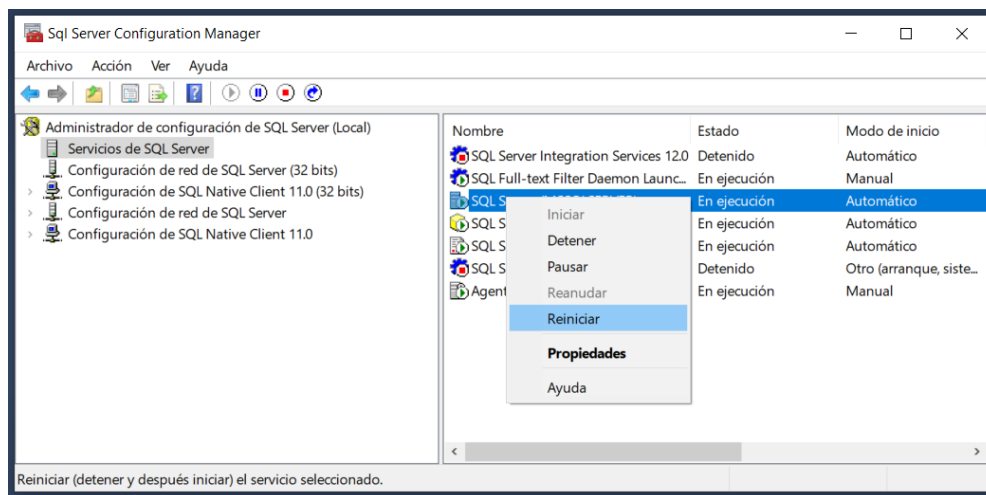 Sql Server Configuration Manager
Archivo Acción Ver Ayuda
Administrador de configuración de SQL Server (Local)
Servicios de SQL Server
Configuración de red de SQL Server (32 bits)
Configuración de SQL Native Client 11.0 (32 bits)
Configuración de red de SQL Server
Configuración de SQL Native Client 11.0
Nombre Estado Modo de inicio
SQL Server Integration Services 12.0 Detenido Automático
SQL Full-text Filter Daemon Launc... En ejecución Manual
SQL S En ejecución Automático
SQL S En ejecución Automático
SQL S En ejecución Automático
SQL S Detenido Otro (arranque, siste...
Agent En ejecución Manual
Iniciar
Detener
Pausar
Reanudar
Reiniciar
Propiedades
Ayuda
Reiniciar (detener y después iniciar) el servicio seleccionado.